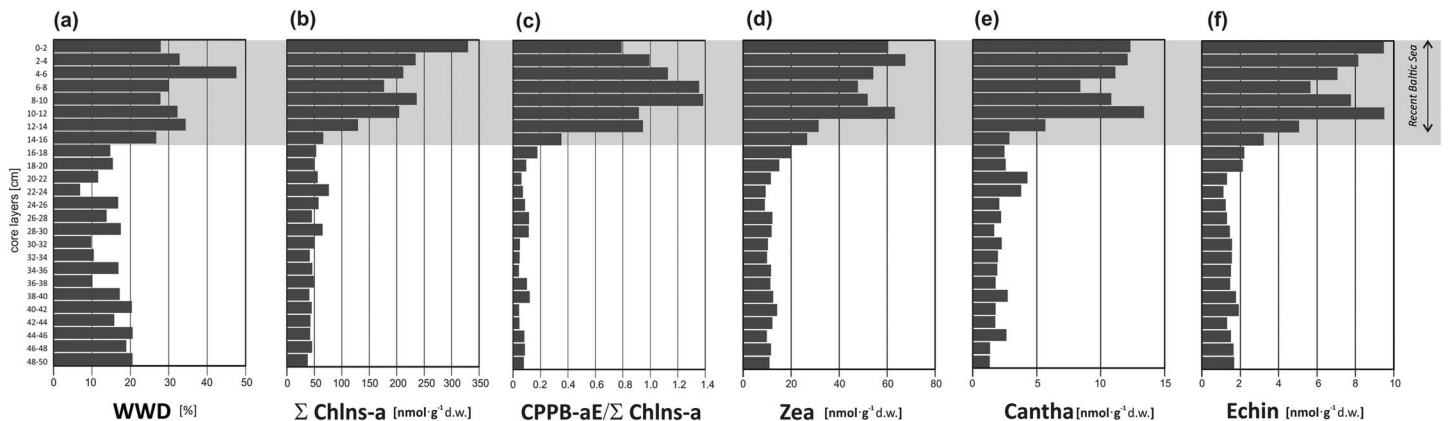 (a) (b) (c) (d) (e) (f)
core layers [cm]
0-2
2-4
4-6
6-8
8-10
10-12
12-14
14-16
16-18
18-20
20-22
22-24
24-26
26-28
28-30
30-32
32-34
34-36
36-38
38-40
40-42
42-44
44-46
46-48
48-50
Recent Baltic Sea
0 10 20 30 40 50
0 50 100 150 200 250 300 350
0.0 0.2 0.4 0.6 0.8 1.0 1.2 1.4
0 20 40 60 80
0 5 10 15
0 2 4 6 8 10
WWD [%]
Σ Chlns-a [nmol·g⁻¹ d.w.]
CPPB-aE/Σ Chlns-a
Zea [nmol·g⁻¹ d.w.]
Cantha [nmol·g⁻¹ d.w.]
Echin [nmol·g⁻¹ d.w.]